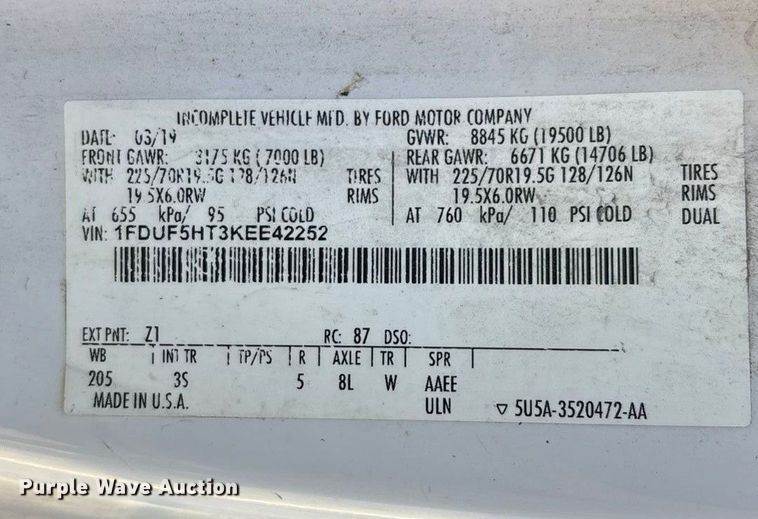 INCOMPLETE VEHICLE MFD. BY FORD MOTOR COMPANY
DATE: 03/19 GVWR: 8845 KG (19500 LB)
FRONT GAWR: 3175 KG (7000 LB) REAR GAWR: 6671 KG (14706 LB)
WITH 225/70R19.5G 128/126N TIRES WITH 225/70R19.5G 128/126N TIRES
19.5X6.0RW RIMS 19.5X6.0RW RIMS
AT 655 kPa/ 95 PSI COLD AT 760 kPa/ 110 PSI COLD DUAL
VIN: 1FDUF5HT3KEE42252
EXT PNT: Z1 RC: 87 DSO:
WB INT TR TP/PS R AXLE TR SPR
205 3S 5 8L W AAEE
MADE IN U.S.A. ULN ▽ 5U5A-3520472-AA
Purple Wave Auction